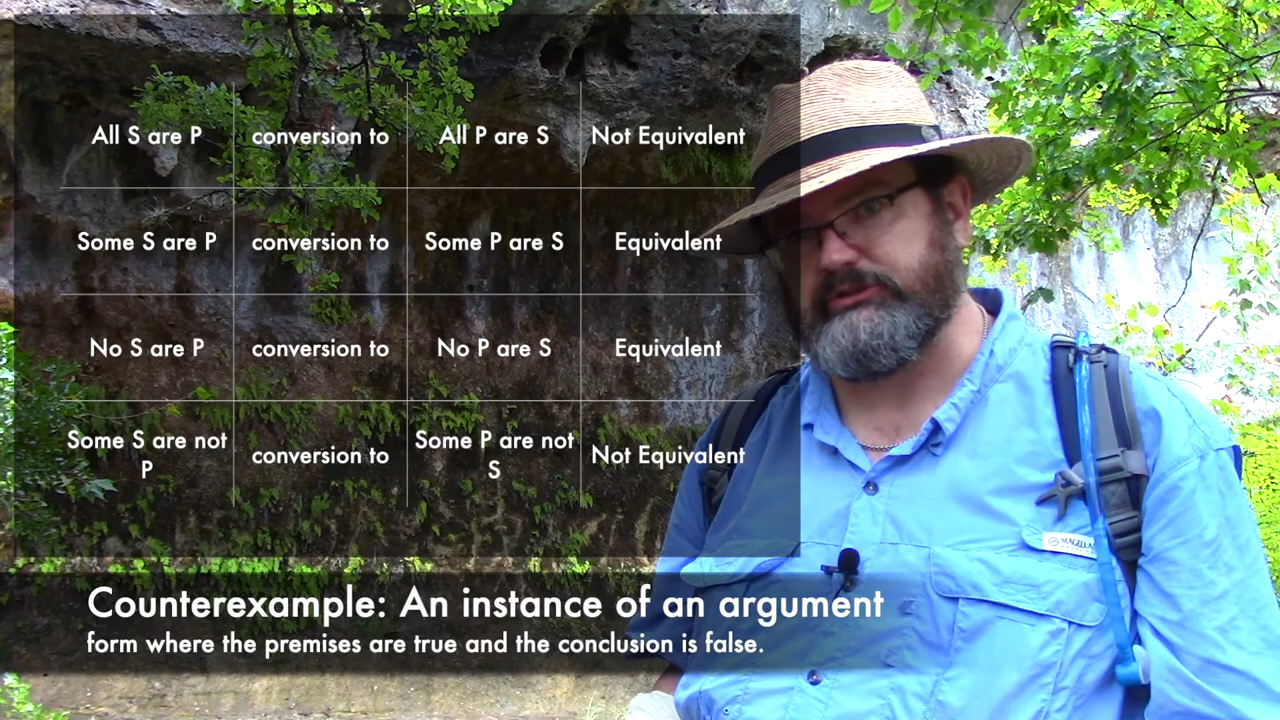 All S are P conversion to All P are S Not Equivalent
Some S are P conversion to Some P are S Equivalent
No S are P conversion to No P are S Equivalent
Some S are not P conversion to Some P are not S Not Equivalent
Counterexample: An instance of an argument
form where the premises are true and the conclusion is false.